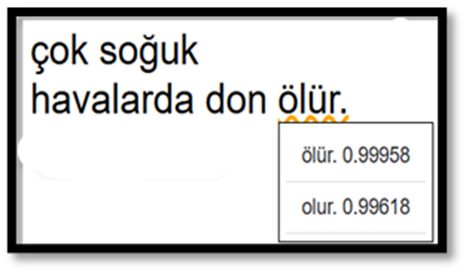 çok soğuk
havalarda don ölür.
ölür. 0.99958
olur. 0.99618